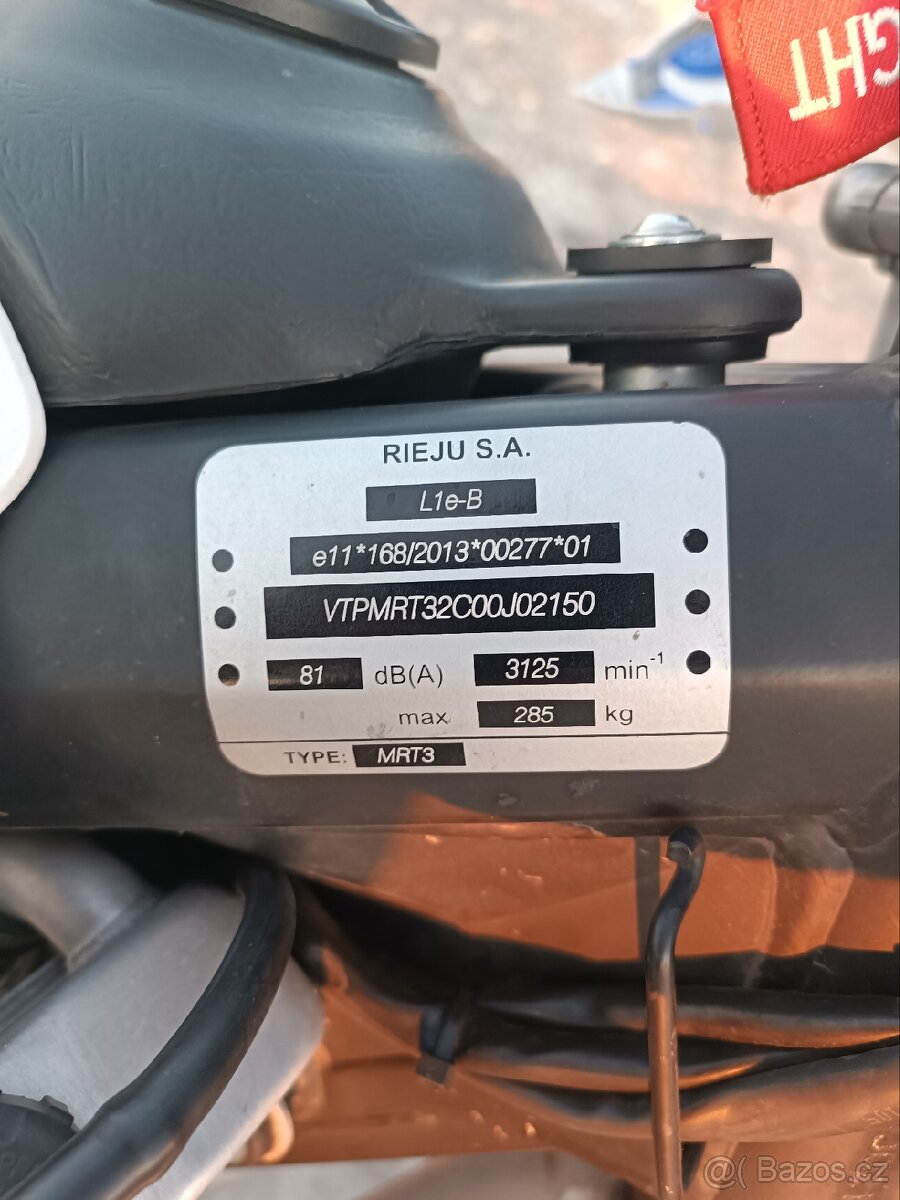 GHT
RIEJU S.A.
L1e-B
e11*168/2013*00277*01
VTPMRT32C00J02150
81 dB(A) 3125 min-1
max 285 kg
TYPE: MRT3
@Bazos.cz